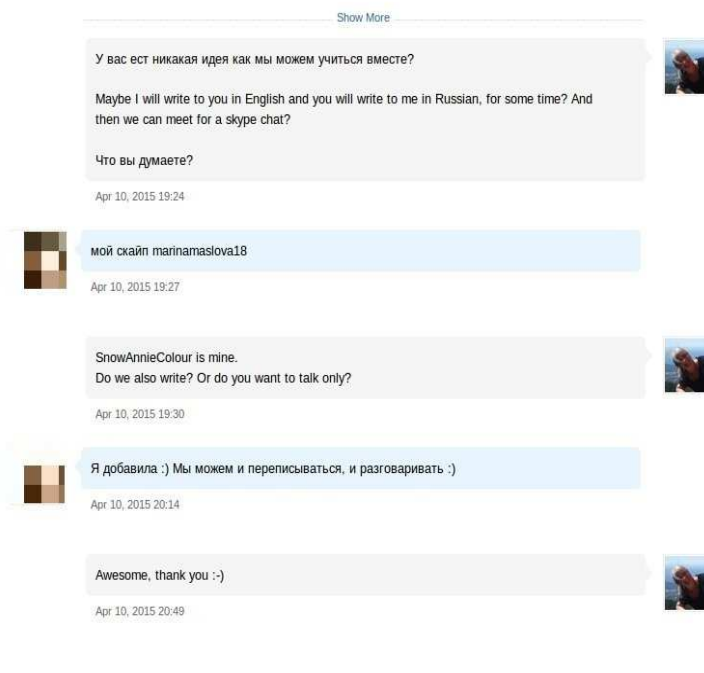 Show More
У вас ест никакая идея как мы можем учиться вместе?
Maybe I will write to you in English and you will write to me in Russian, for some time? And
then we can meet for a skype chat?
Что вы думаете?
Apr 10, 2015 19:24
мой скайп marinamaslova18
Apr 10, 2015 19:27
SnowAnnieColour is mine.
Do we also write? Or do you want to talk only?
Apr 10, 2015 19:30
Я добавила :) Мы можем и переписываться, и разговаривать :)
Apr 10, 2015 20:14
Awesome, thank you :-)
Apr 10, 2015 20:49